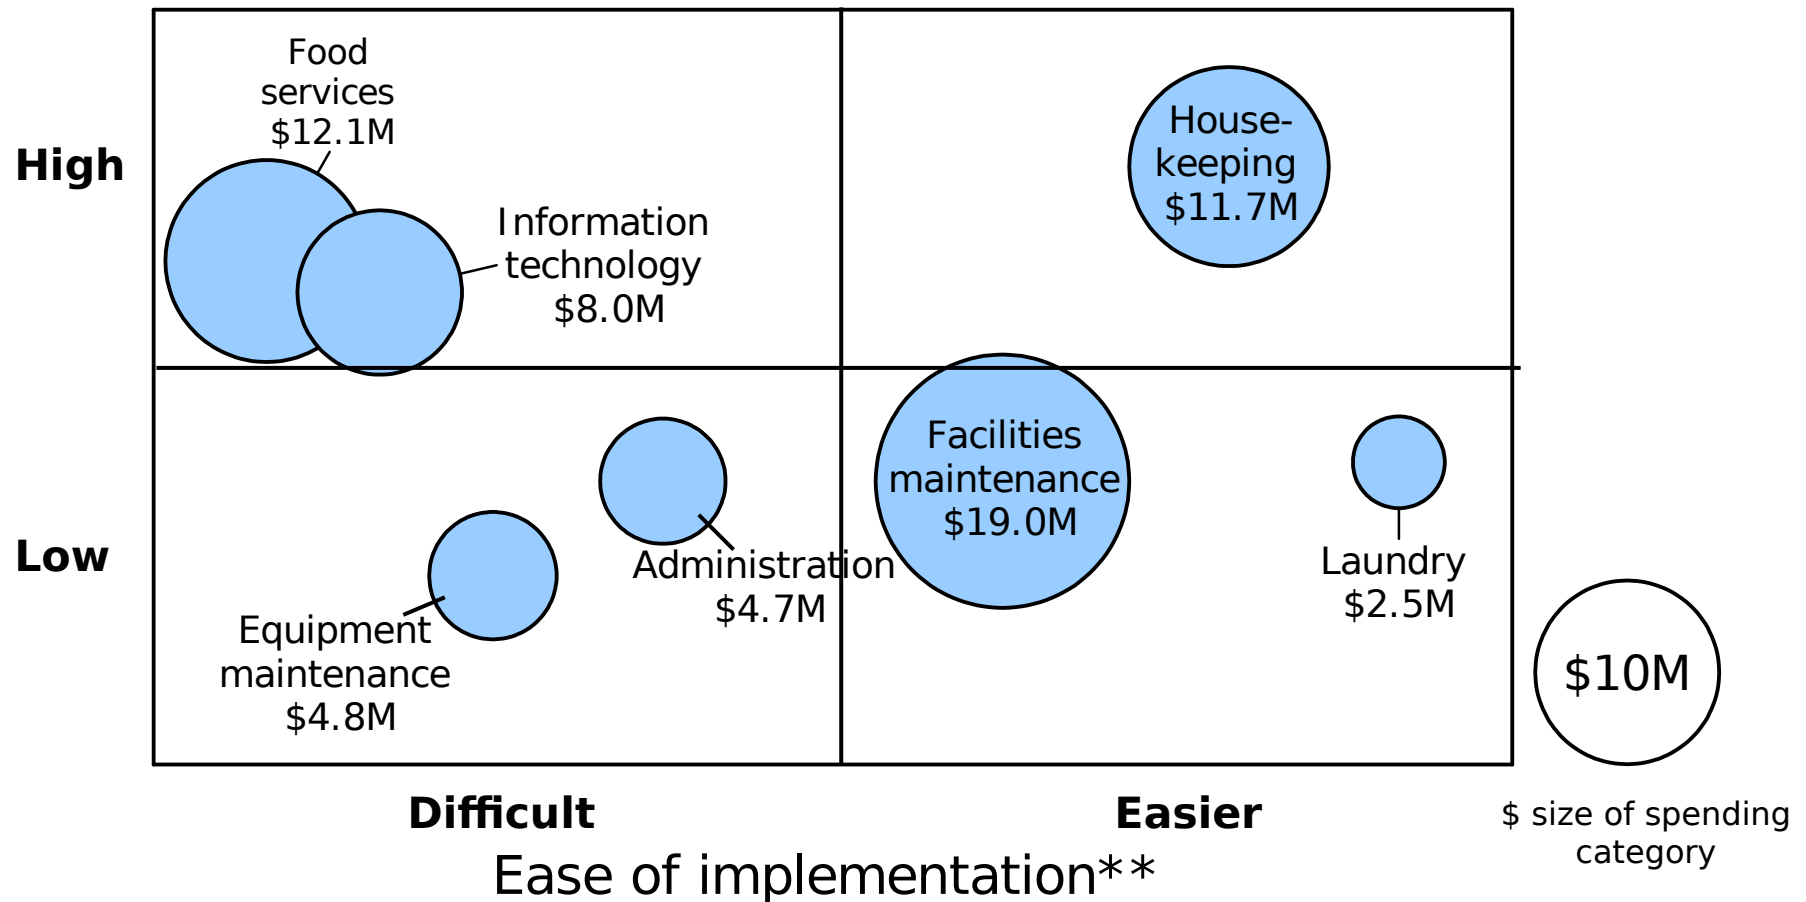 High
Food
services
$12.1M
Information
technology
$8.0M
House-
keeping
$11.7M
Low
Equipment
maintenance
$4.8M
Administration
$4.7M
Facilities
maintenance
$19.0M
Laundry
$2.5M
$10M
$ size of spending
category
Difficult
Easier
Ease of implementation**